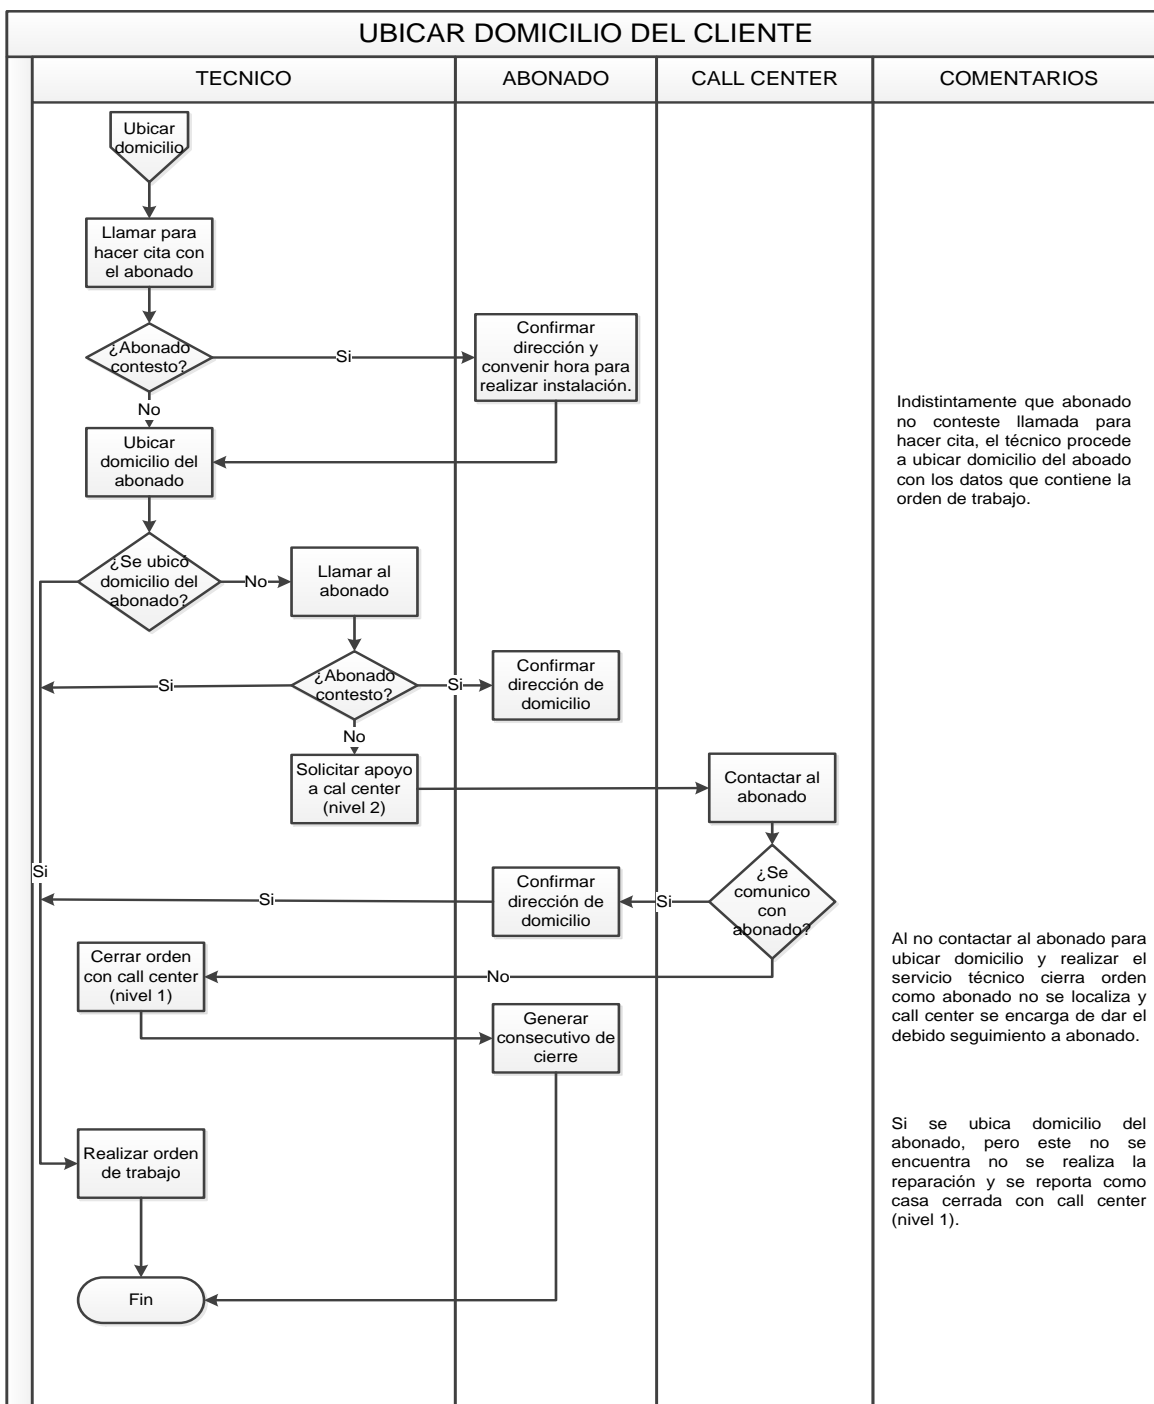 UBICAR DOMICILIO DEL CLIENTE
TECNICO
ABONADO
CALL CENTER
COMENTARIOS
Ubicar
domicilio
Llamar para
hacer cita con
el abonado
¿Abonado
contesto?
Si
Confirmar
dirección y
convenir hora para
realizar instalación.
No
Ubicar
domicilio del
abonado
Indistintamente que abonado
no conteste llamada para
hacer cita, el técnico procede
a ubicar domicilio del aboado
con los datos que contiene la
orden de trabajo.
¿Se ubicó
domicilio del
abonado?
No
Llamar al
abonado
¿Abonado
contesto?
Si
Si
Confirmar
dirección de
domicilio
No
Solicitar apoyo
a cal center
(nivel 2)
Contactar al
abonado
Si
¿Se
comunico
con
abonado?
Si
Confirmar
dirección de
domicilio
Si
No
Cerrar orden
con call center
(nivel 1)
Al no contactar al abonado para
ubicar domicilio y realizar el
servicio técnico cierra orden
como abonado no se localiza y
call center se encarga de dar el
debido seguimiento a abonado.
Generar
consecutivo de
cierre
Realizar orden
de trabajo
Si se ubica domicilio del
abonado, pero este no se
encuentra no se realiza la
reparación y se reporta como
casa cerrada con call center
(nivel 1).
Fin